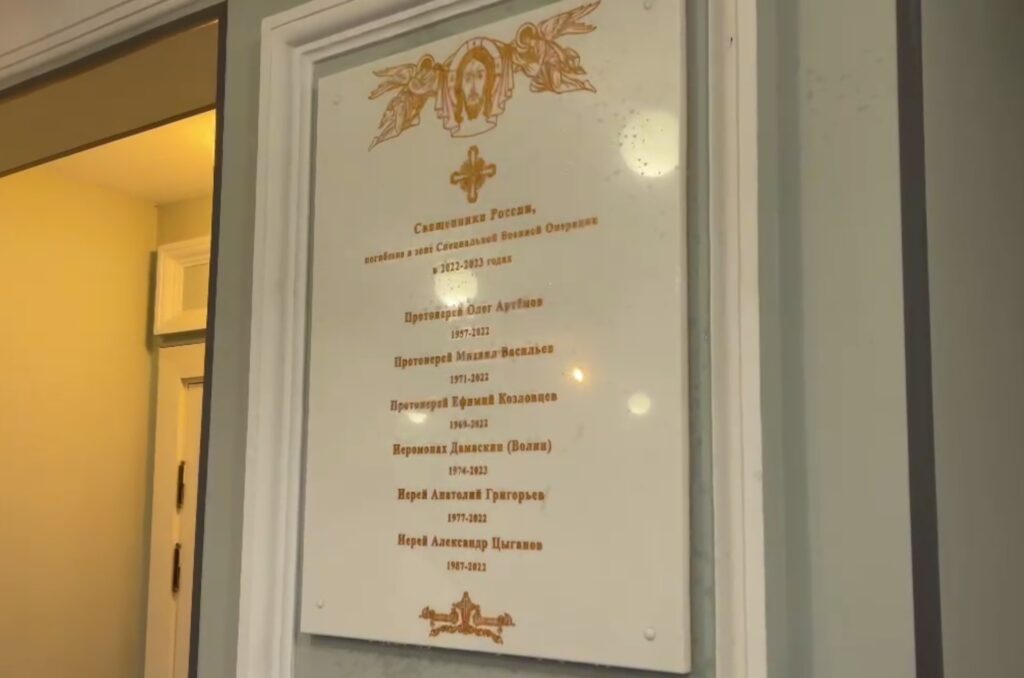 Священники России,
погибшие в зоне Специальной Военной Операции
в 2022-2023 годах
Протоиерей Олег Артёмов
1957-2022
Протоиерей Михаил Васильев
1971-2022
Протоиерей Ефимий Козловцев
1969-2022
Иеромонах Дамаскин (Волин)
1974-2023
Иерей Анатолий Григорьев
1977-2022
Иерей Александр Цыганов
1987-2022